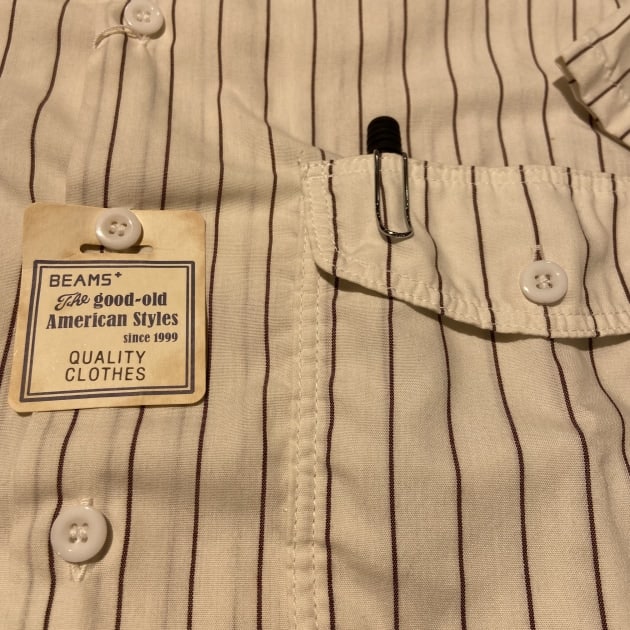 BEAMS+
The good-old
American Styles
since 1999
QUALITY
CLOTHES